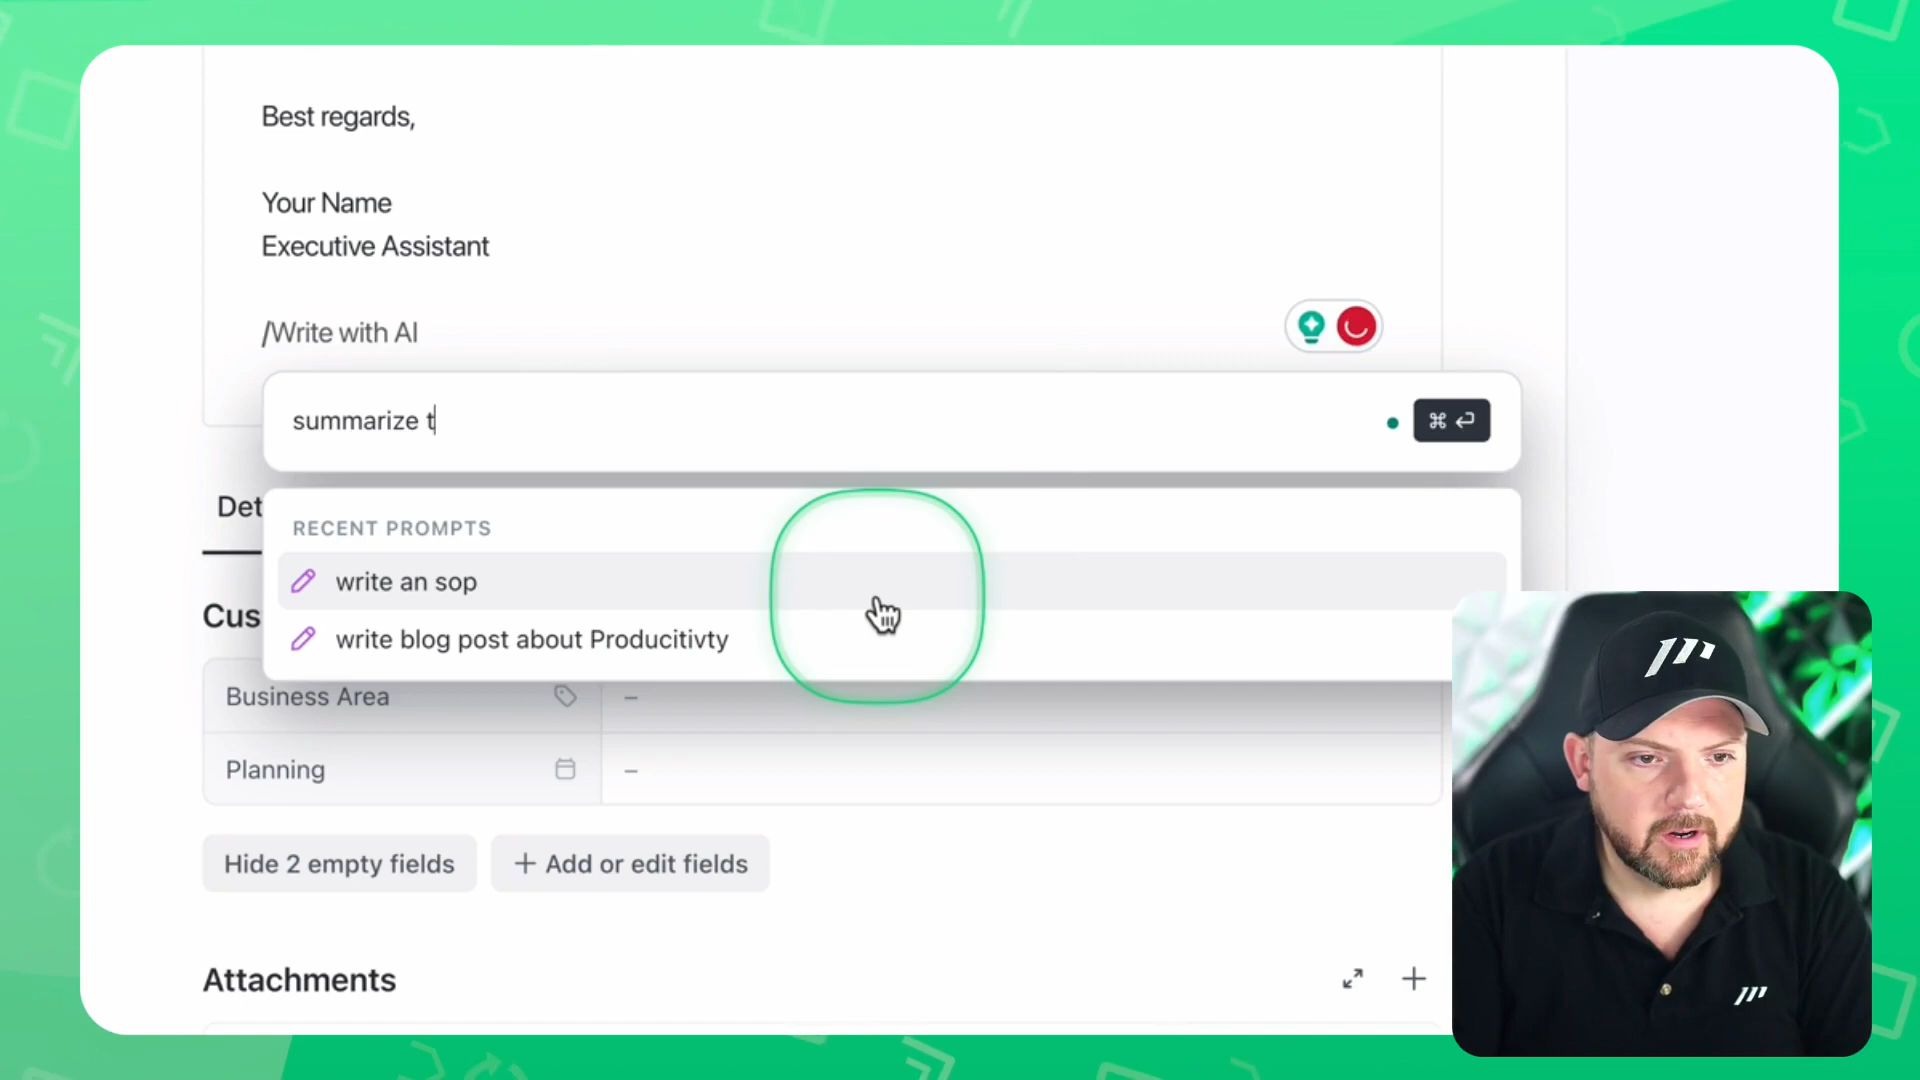 Best regards,
Your Name
Executive Assistant
/Write with AI
summarize t
⌘ ↵
Det
RECENT PROMPTS
write an sop
write blog post about Producitivty
Cus
Business Area –
Planning –
Hide 2 empty fields + Add or edit fields
Attachments